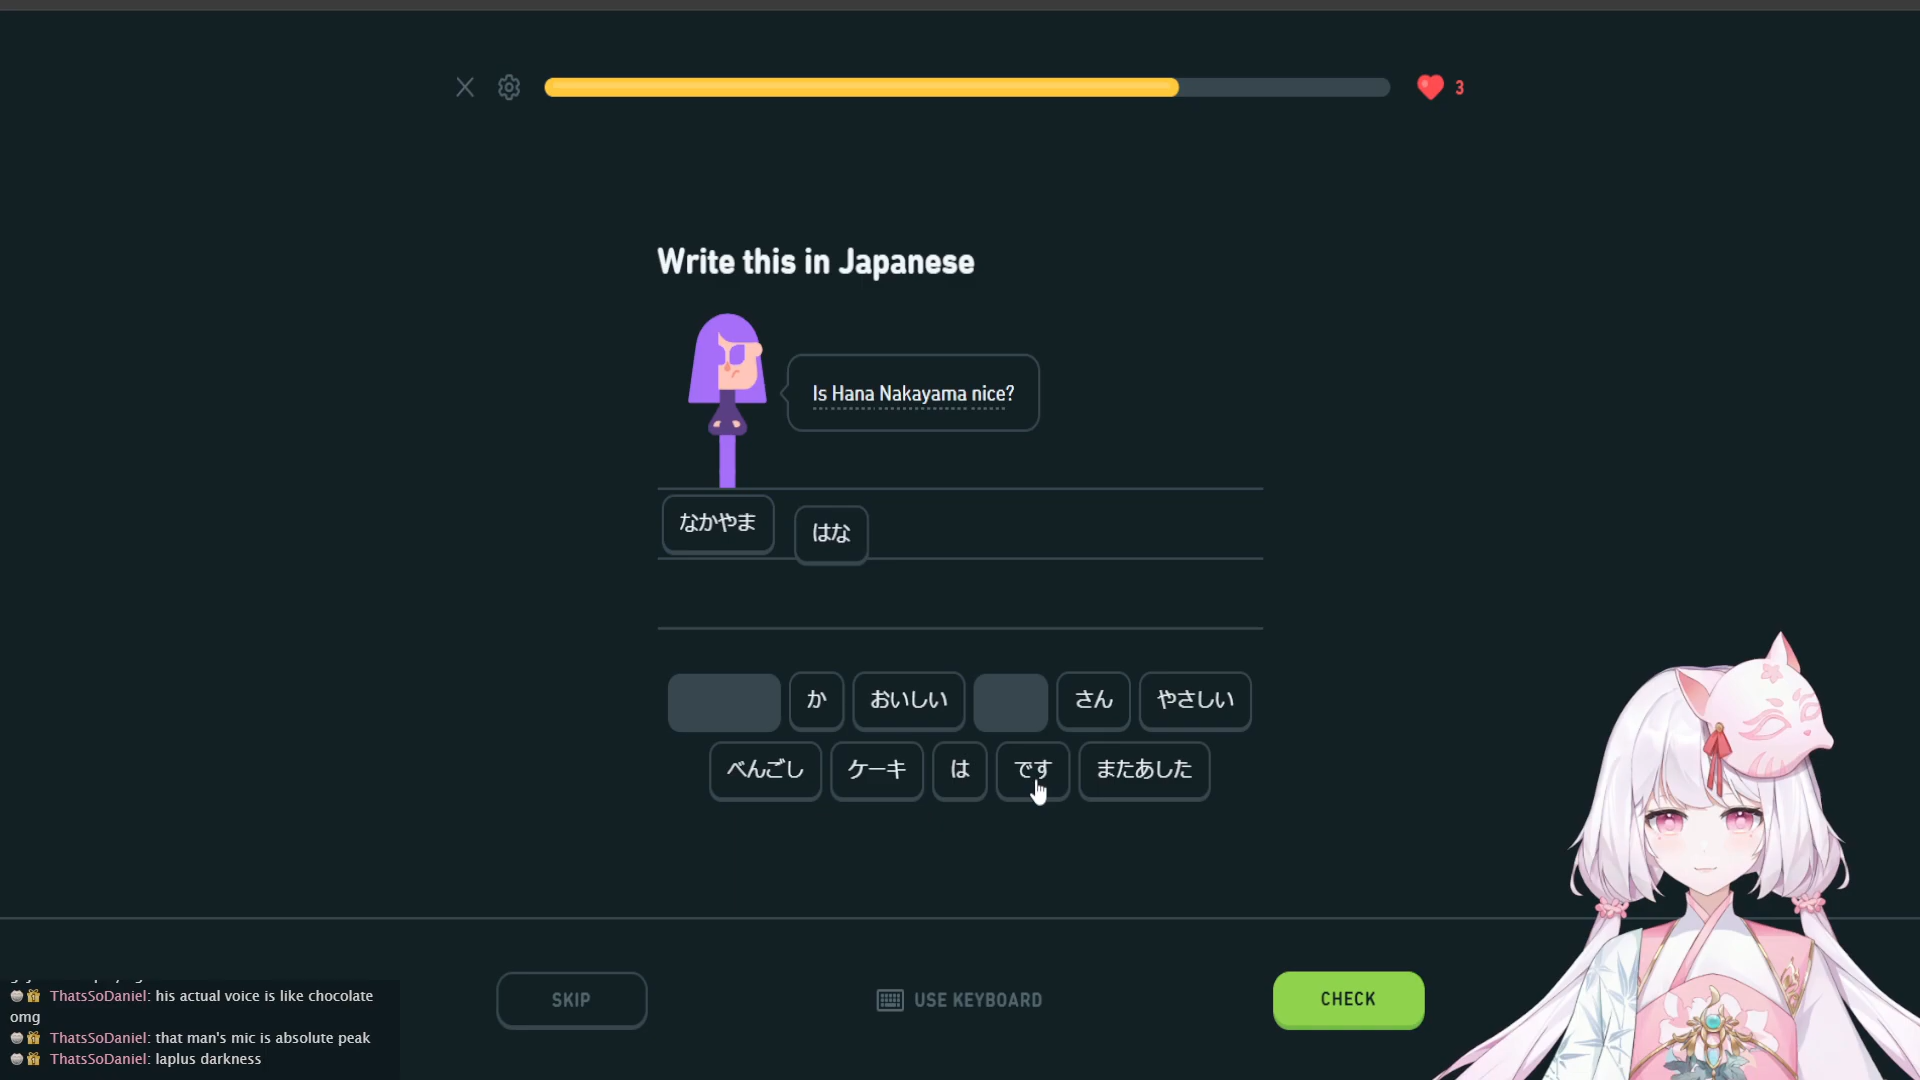 3
Write this in Japanese
Is Hana Nakayama nice?
なかやま はな
か おいしい さん やさしい
べんごし ケーキ は です またあした
SKIP USE KEYBOARD CHECK
ThatsSoDaniel: his actual voice is like chocolate
omg
ThatsSoDaniel: that man's mic is absolute peak
ThatsSoDaniel: laplus darkness